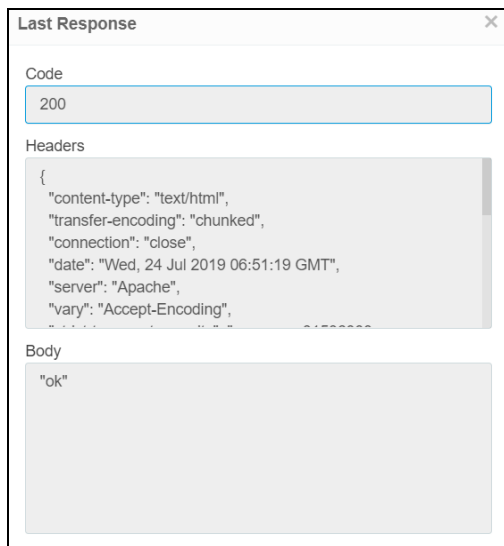 Last Response
×
Code
200
Headers
{
"content-type": "text/html",
"transfer-encoding": "chunked",
"connection": "close",
"date": "Wed, 24 Jul 2019 06:51:19 GMT",
"server": "Apache",
"vary": "Accept-Encoding",
Body
"ok"